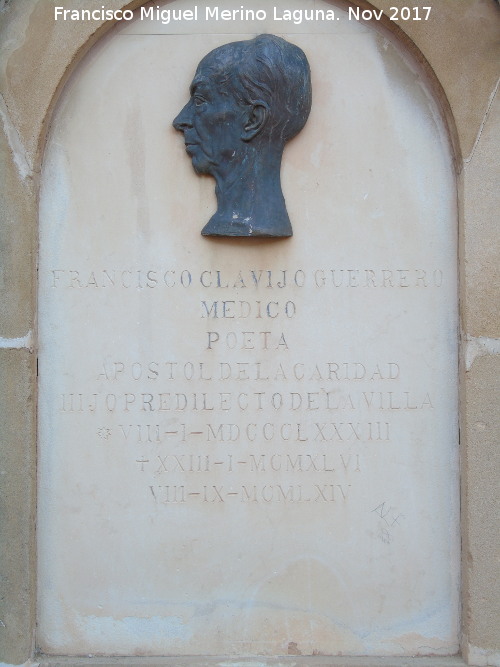 Francisco Miguel Merino Laguna. Nov 2017
FRANCISCO CLAVIJO GUERRERO
MEDICO
POETA
APOSTOL DE LA CARIDAD
HIJO PREDILECTO DE LA VILLA
* VIII-I-MDCCCLXXXIII
+ XXIII-I-MCMXLVI
VIII-IX-MCMLXIV